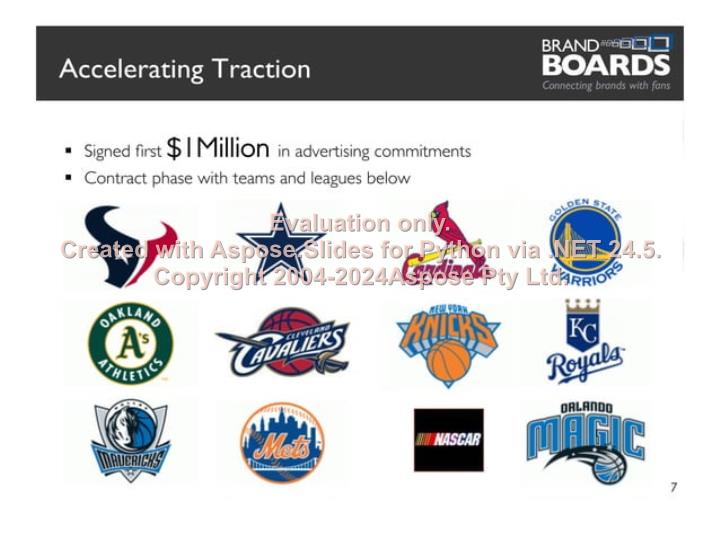 Accelerating Traction
BRAND
BOARDS
Connecting brands with fans
▪ Signed first $1Million in advertising commitments
▪ Contract phase with teams and leagues below
Evaluation only.
Created with Aspose.Slides for Python via .NET 24.5.
Copyright 2004-2024Aspose Pty Ltd.
Cardinals
GOLDEN STATE
WARRIORS
OAKLAND
A's
ATHLETICS
CLEVELAND
CAVALIERS
NEW YORK
KNICKS
KC
Royals
M
MAVERICKS
Mets
NASCAR
ORLANDO
MAGIC
7